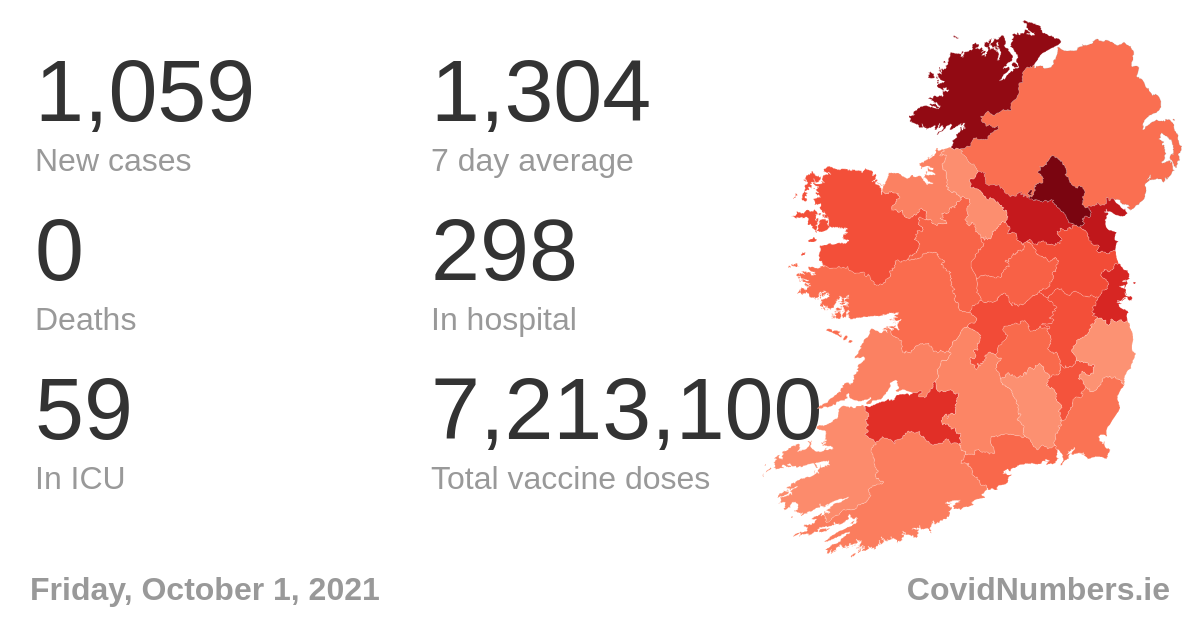 1,059
New cases
1,304
7 day average
0
Deaths
298
In hospital
59
In ICU
7,213,100
Total vaccine doses
Friday, October 1, 2021
CovidNumbers.ie